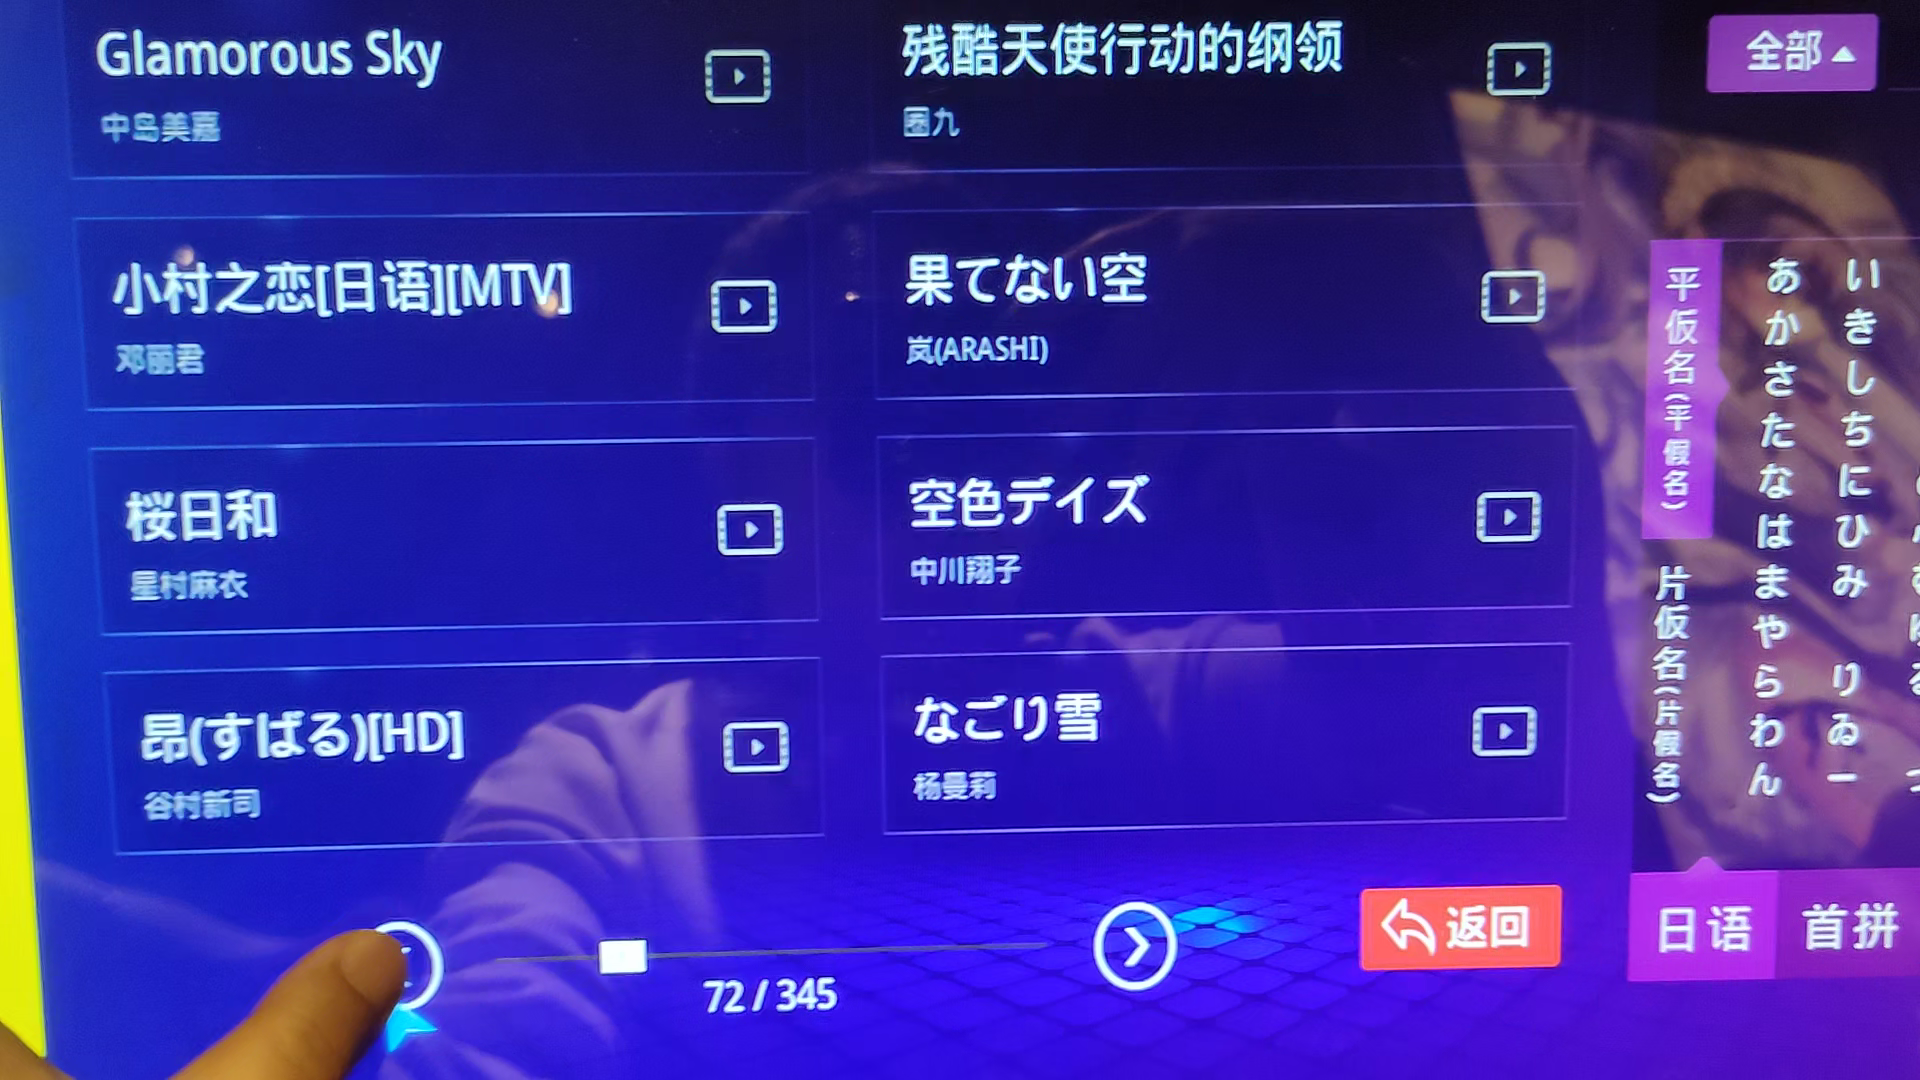 Glamorous Sky
中岛美嘉
残酷天使行动的纲领
圈九
小村之恋[日语][MTV]
邓丽君
果てない空
岚(ARASHI)
桜日和
星村麻衣
空色デイズ
中川翔子
昂(すばる)[HD]
谷村新司
なごり雪
杨曼莉
72 / 345
返回
全部
平仮名(平假名)
片仮名(片假名)
あかさたなはまやらわん
いきしちにひみ りゐー
日语
首拼